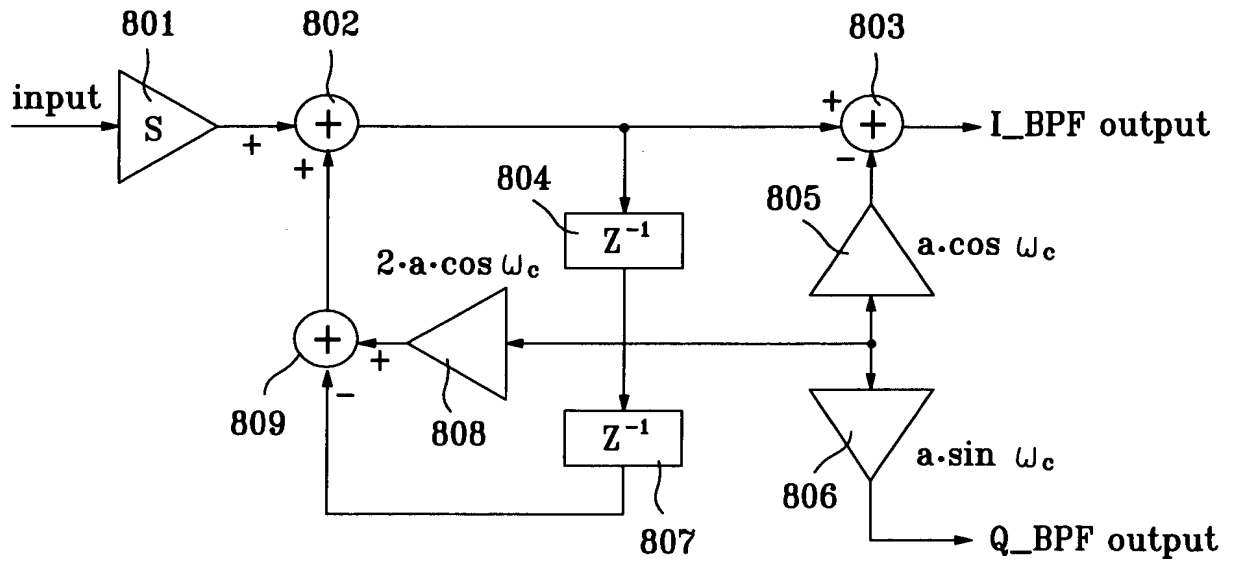 801
802
803
input
S
+
+
+
+
+
−
I_BPF output
804
Z⁻¹
805
a·cos ωc
2·a·cos ωc
+
+
−
809
808
Z⁻¹
807
806
a·sin ωc
Q_BPF output